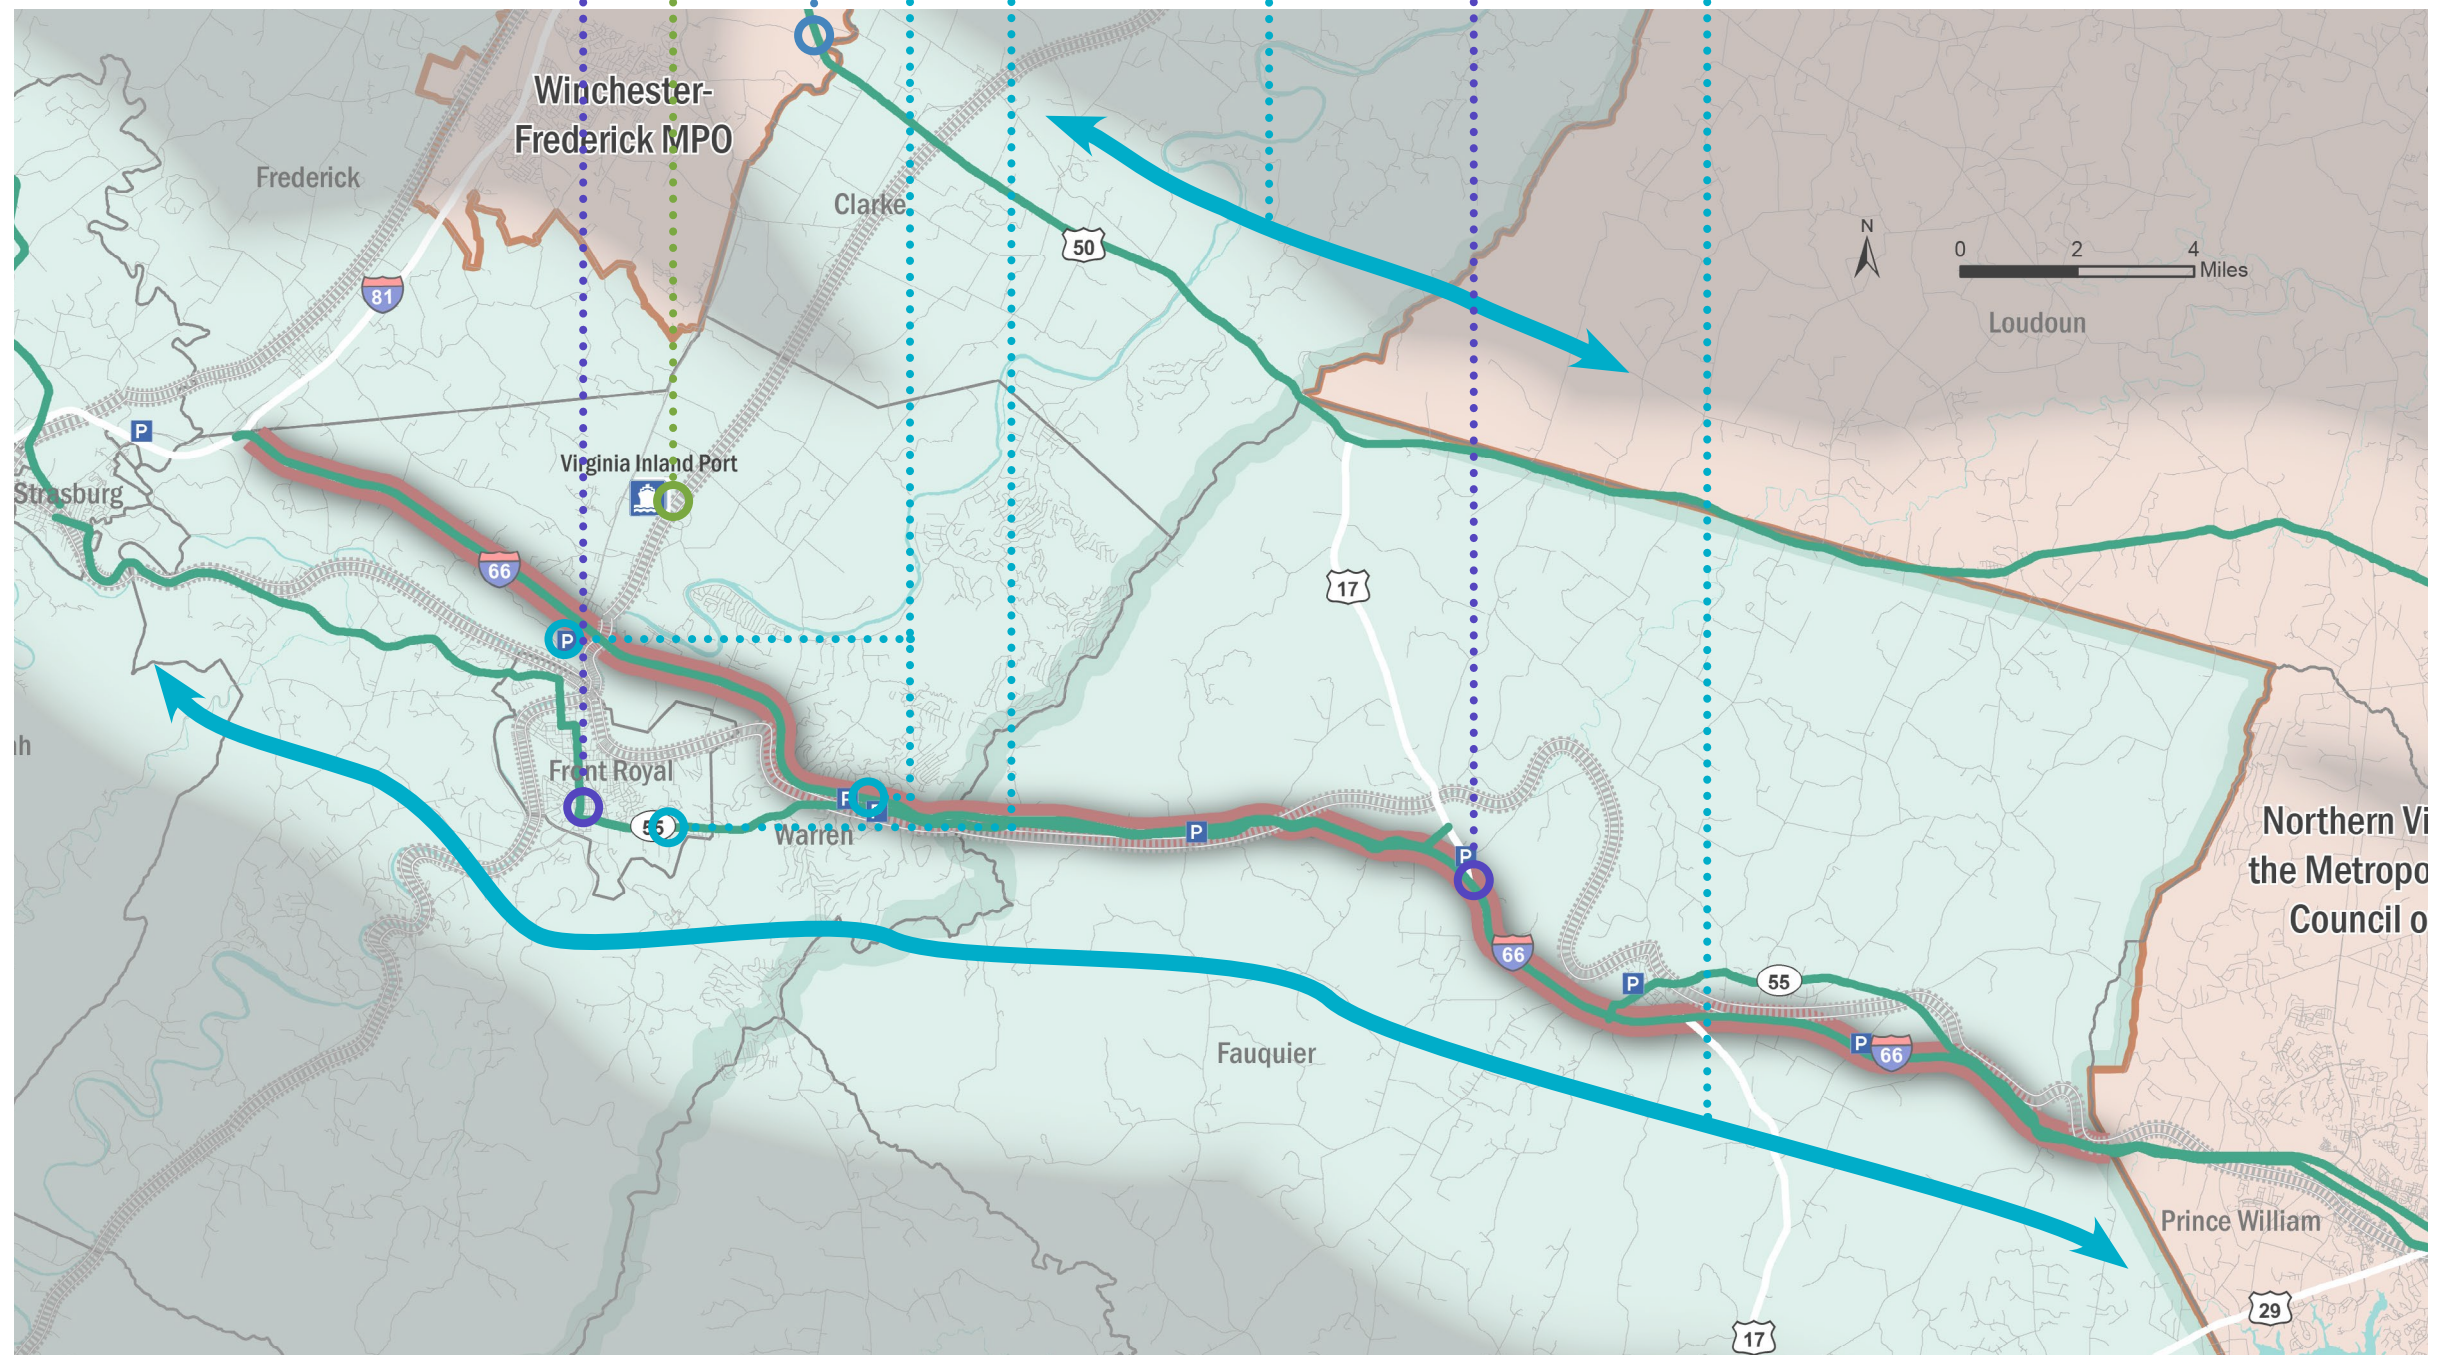 Winchester-
Frederick MPO
Frederick
Clarke
N
0 2 4
Miles
50
81
Loudoun
P
Virginia Inland Port
Strasburg
66
17
P
Front Royal
P
P
55
Warren
P
P
66
P
55
P
66
Fauquier
Northern Vi
the Metropo
Council o
Prince William
29
17